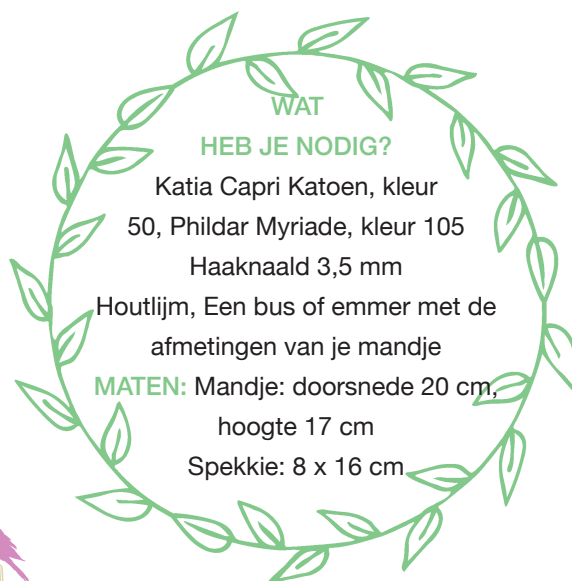 WAT
HEB JE NODIG?
Katia Capri Katoen, kleur
50, Phildar Myriade, kleur 105
Haaknaald 3,5 mm
Houtlijm, Een bus of emmer met de
afmetingen van je mandje
MATEN: Mandje: doorsnede 20 cm,
hoogte 17 cm
Spekkie: 8 x 16 cm